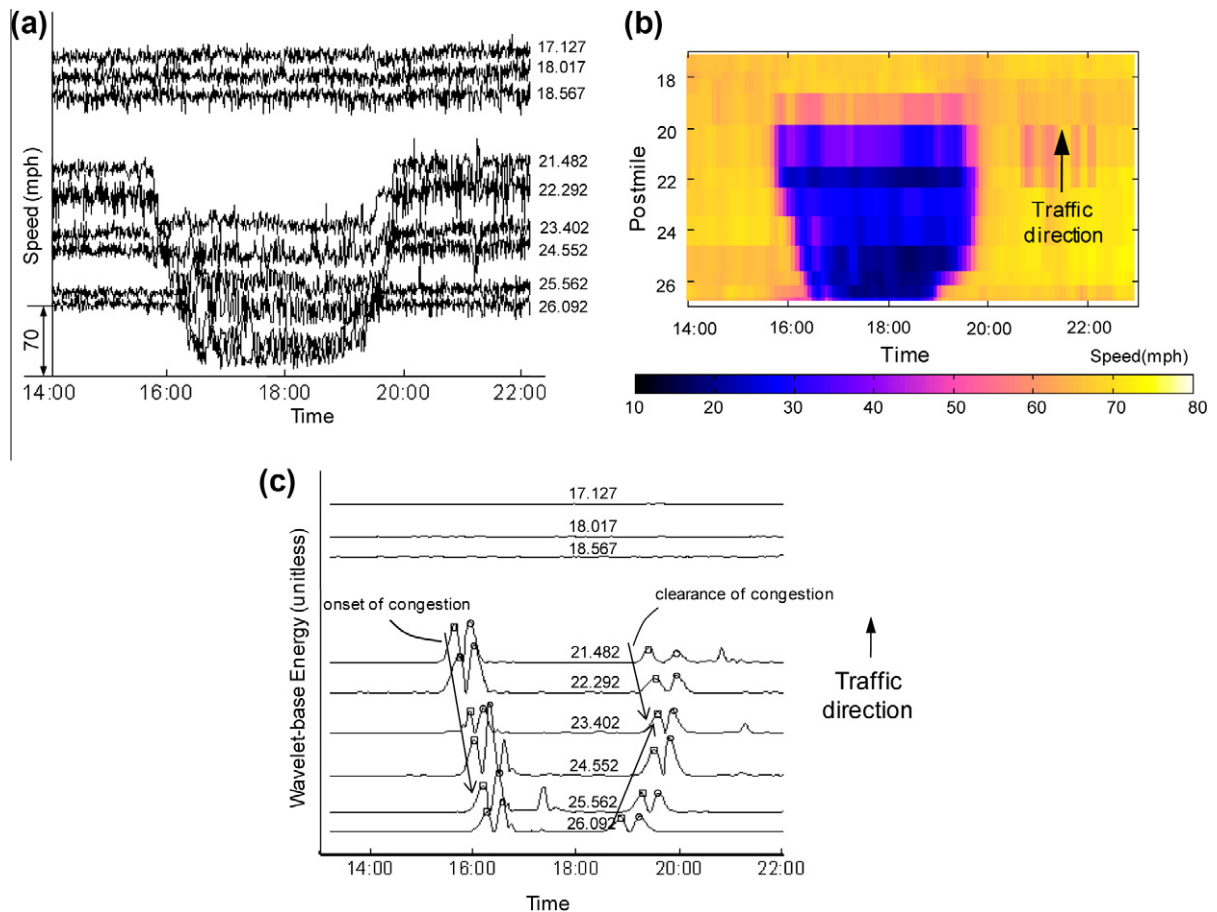 (a)
17.127
18.017
18.567
21.482
22.292
23.402
24.552
25.562
26.092
Speed (mph)
70
14:00 16:00 18:00 20:00 22:00
Time
(b)
18
20
22
24
26
Postmile
Traffic
direction
14:00 16:00 18:00 20:00 22:00
Time
Speed(mph)
10 20 30 40 50 60 70 80
(c)
Wavelet-base Energy (unitless)
17.127
18.017
18.567
onset of congestion
clearance of congestion
21.482
22.292
23.402
24.552
25.562
26.092
Traffic
direction
14:00 16:00 18:00 20:00 22:00
Time